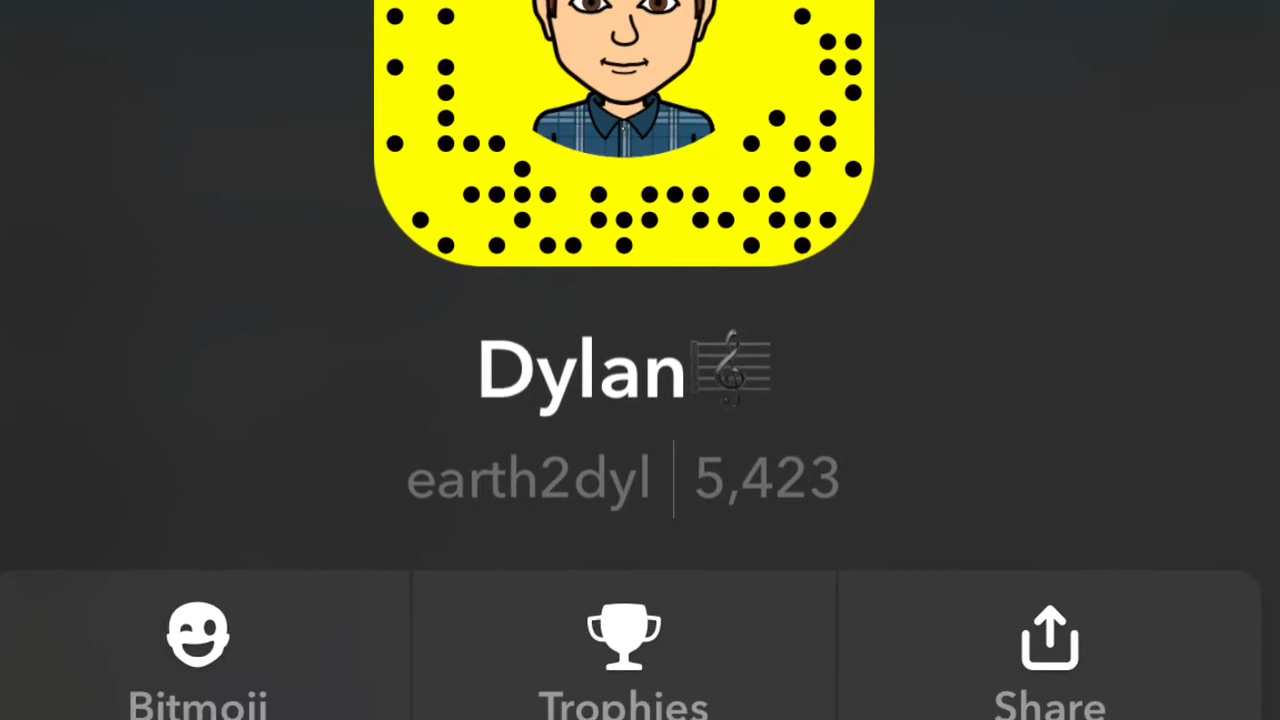 Dylan🎼
earth2dyl | 5,423
Bitmoji
Trophies
Share